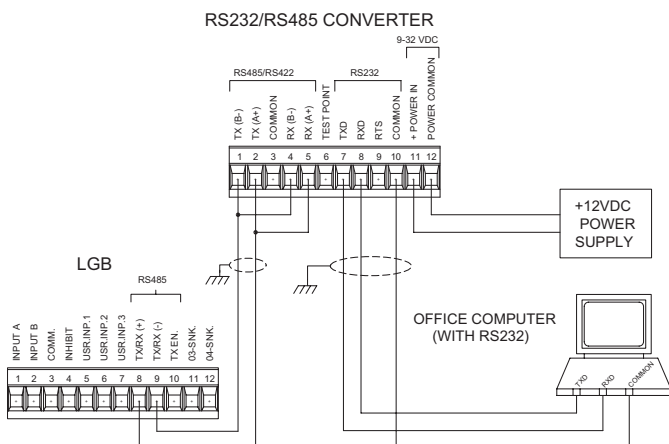 RS232/RS485 CONVERTER
9-32 VDC
RS485/RS422
RS232
TX (B-)
TX (A+)
COMMON
RX (B-)
RX (A+)
TEST POINT
TXD
RXD
RTS
COMMON
+ POWER IN
POWER COMMON
1 2 3 4 5 6 7 8 9 10 11 12
+12VDC
POWER
SUPPLY
LGB
RS485
INPUT A
INPUT B
COMM.
INHIBIT
USR.INP.1
USR.INP.2
USR.INP.3
TX/RX (+)
TX/RX (-)
TX EN.
03-SNK.
04-SNK.
1 2 3 4 5 6 7 8 9 10 11 12
OFFICE COMPUTER
(WITH RS232)
TXD
RXD
COMMON